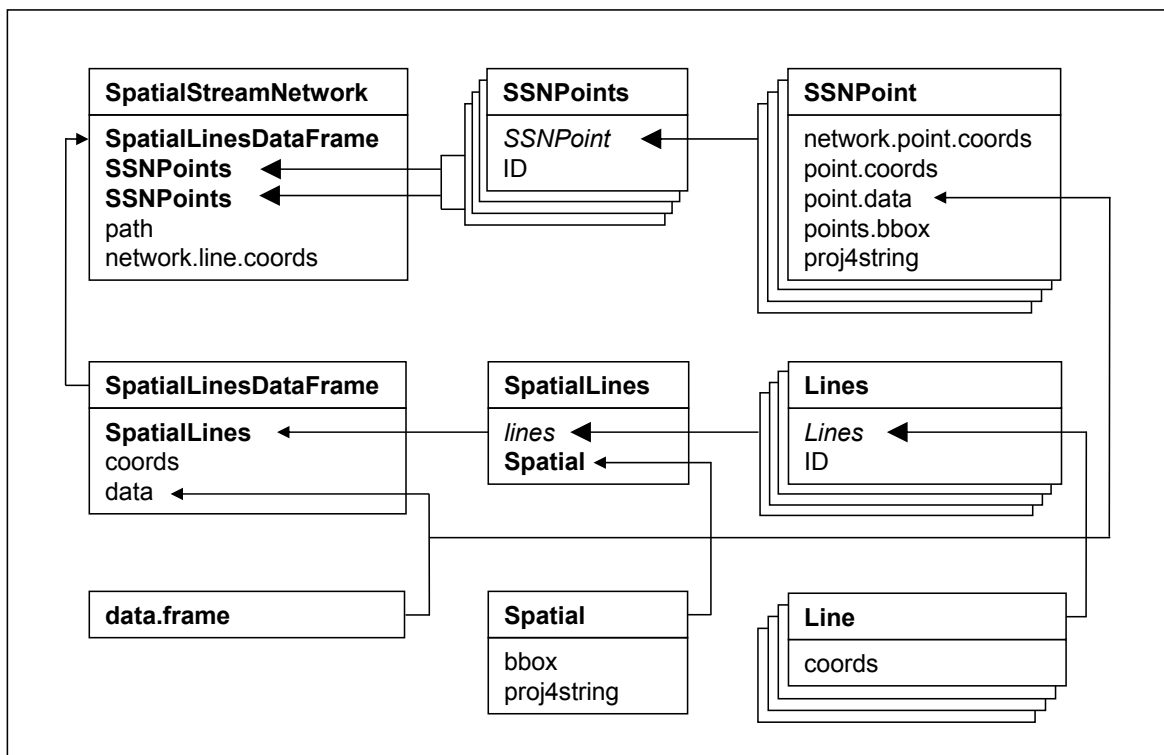 SpatialStreamNetwork
SpatialLinesDataFrame
SSNPoints
SSNPoints
path
network.line.coords
SSNPoints
SSNPoint
ID
SSNPoint
network.point.coords
point.coords
point.data
points.bbox
proj4string
SpatialLinesDataFrame
SpatialLines
coords
data
SpatialLines
lines
Spatial
Lines
Lines
ID
data.frame
Spatial
bbox
proj4string
Line
coords